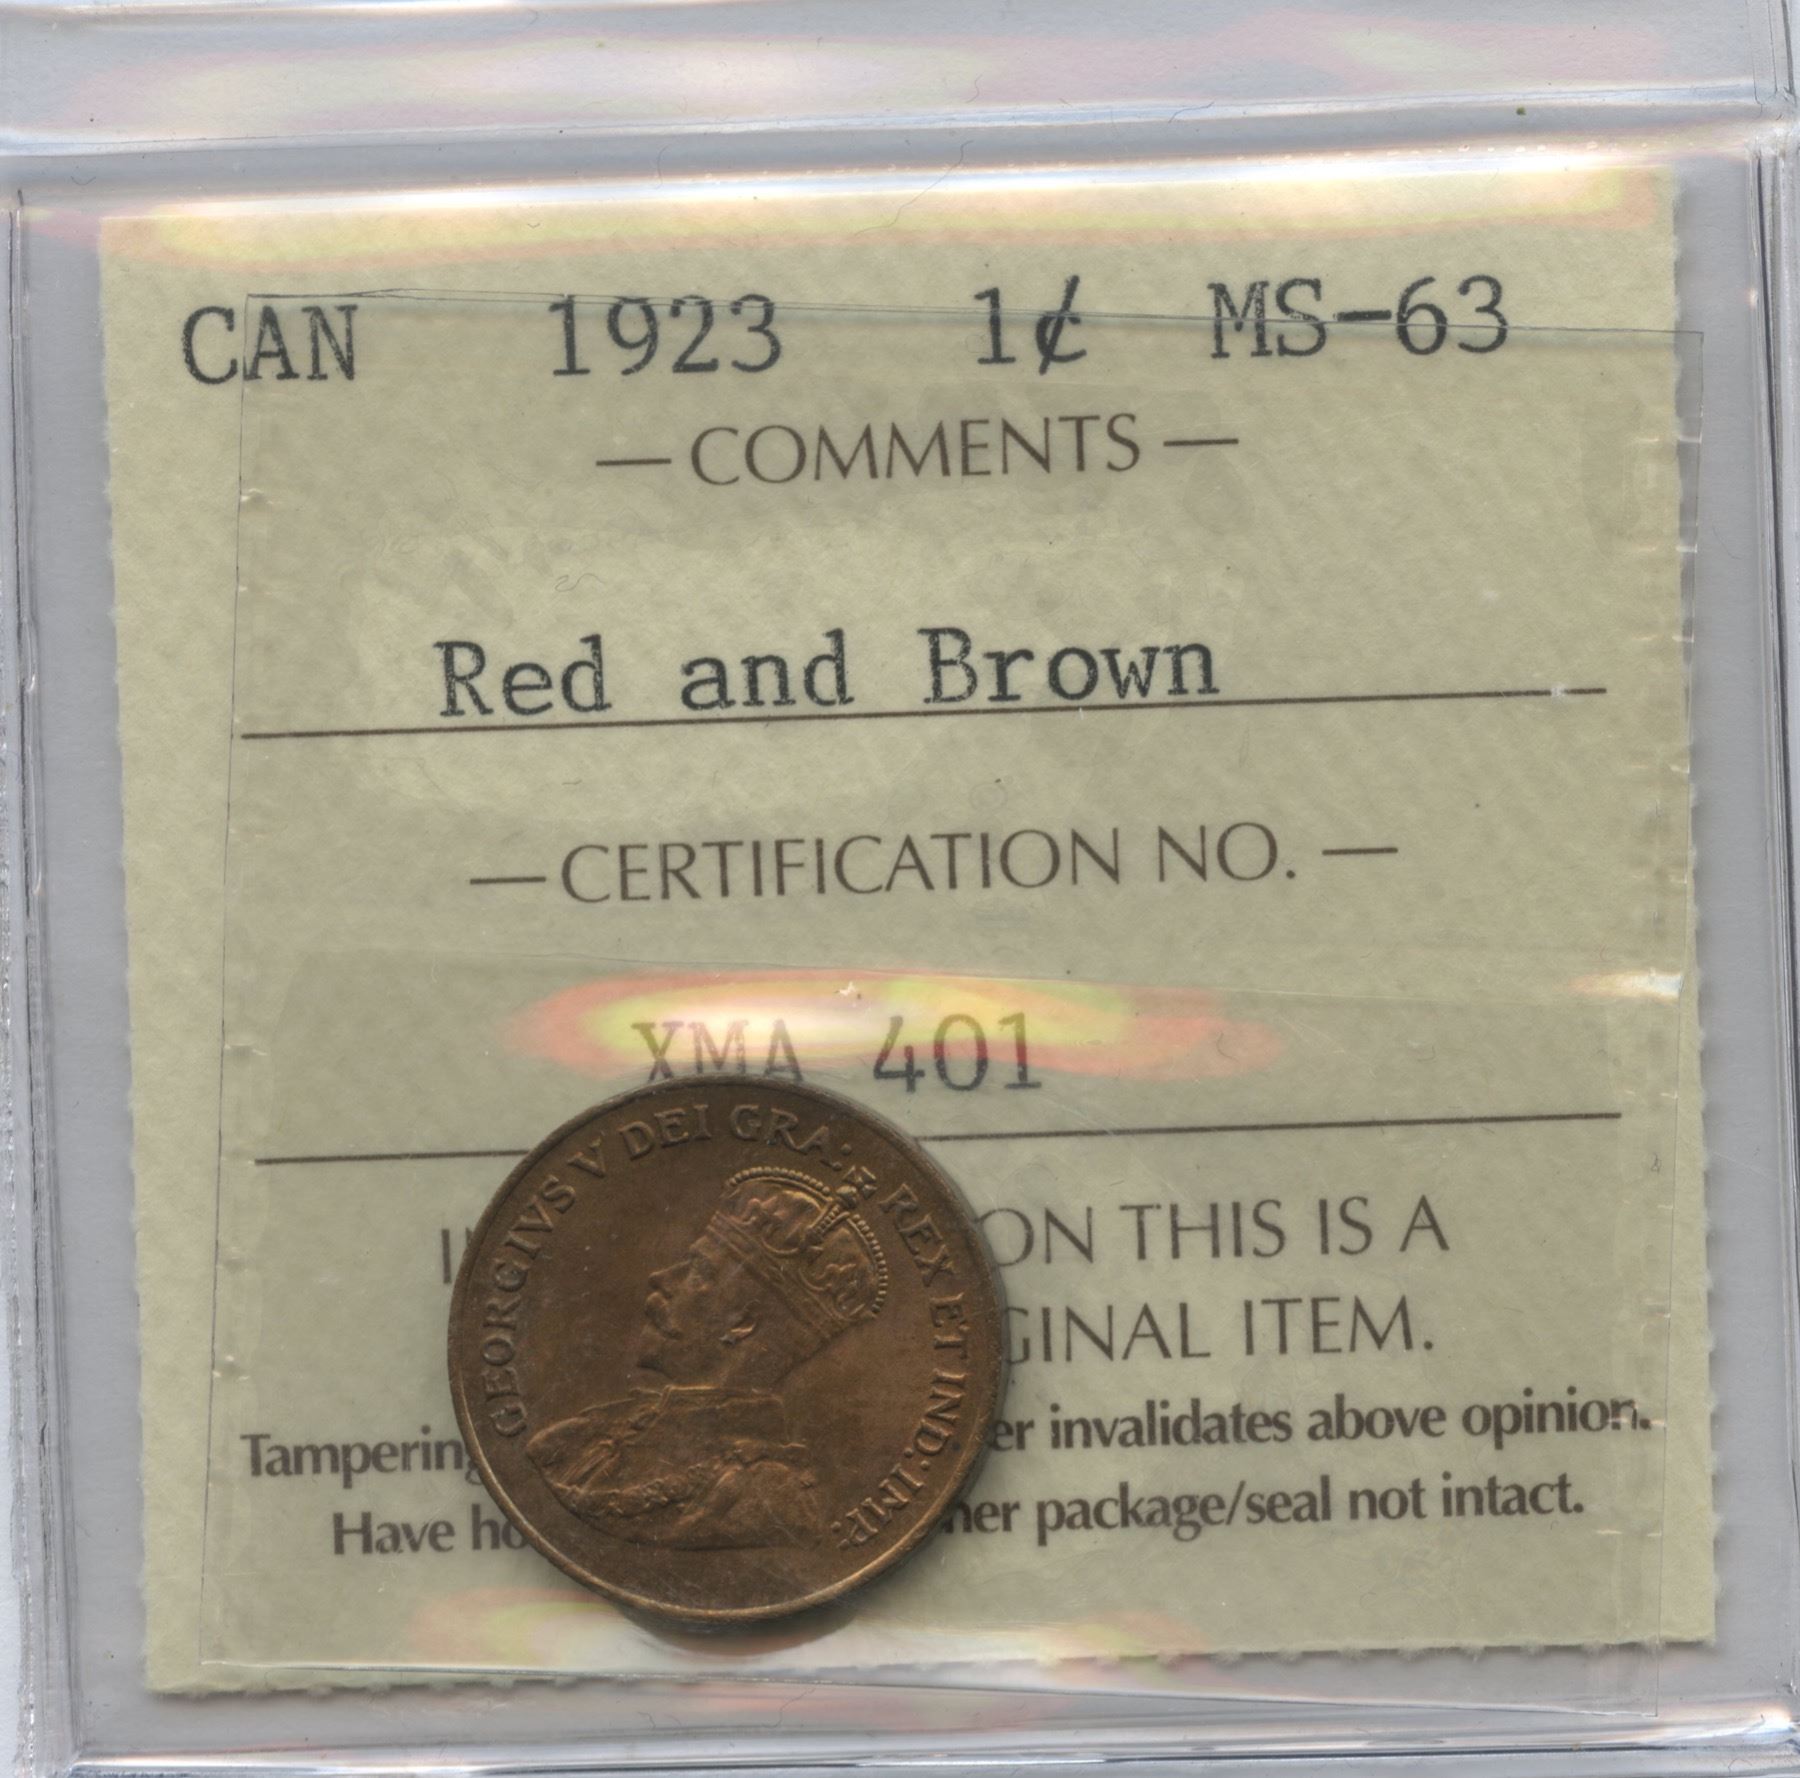 CAN 1923 1¢ MS-63
— COMMENTS —
Red and Brown
— CERTIFICATION NO. —
XMA 401
GEORGIVS V DEI GRA: REX ET IND: IMP:
ON THIS IS A
GINAL ITEM.
Tampering er invalidates above opinion.
Have ho her package/seal not intact.